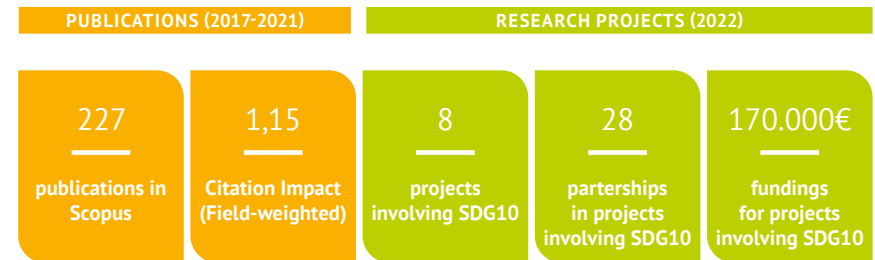 PUBLICATIONS (2017-2021)
RESEARCH PROJECTS (2022)
227
publications in
Scopus
1,15
Citation Impact
(Field-weighted)
8
projects
involving SDG10
28
parterships
in projects
involving SDG10
170.000€
fundings
for projects
involving SDG10